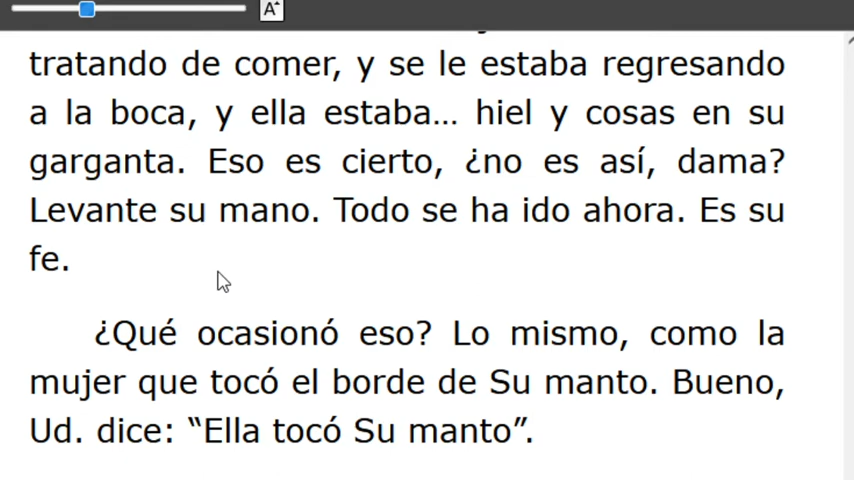 A
tratando de comer, y se le estaba regresando
a la boca, y ella estaba... hiel y cosas en su
garganta. Eso es cierto, ¿no es así, dama?
Levante su mano. Todo se ha ido ahora. Es su
fe.
¿Qué ocasionó eso? Lo mismo, como la
mujer que tocó el borde de Su manto. Bueno,
Ud. dice: “Ella tocó Su manto”.